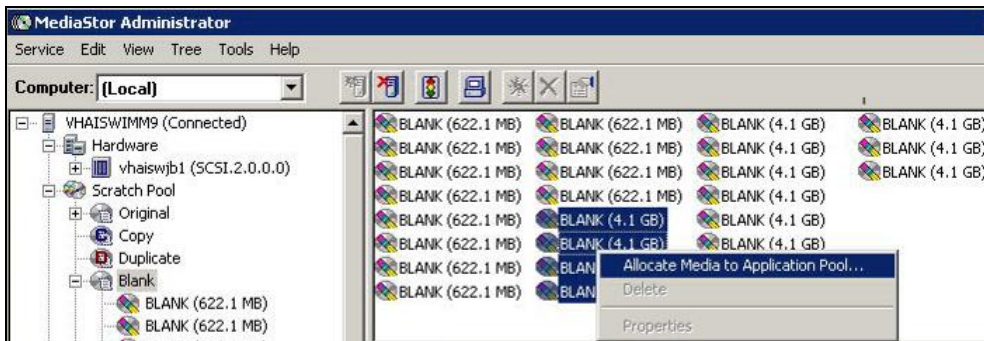 MediaStor Administrator
Service Edit View Tree Tools Help
Computer: (Local)
VHAISWIMM9 (Connected)
Hardware
vhaiswjb1 (SCSI.2.0.0.0)
Scratch Pool
Original
Copy
Duplicate
Blank
BLANK (622.1 MB)
BLANK (622.1 MB)
BLANK (622.1 MB) BLANK (622.1 MB) BLANK (4.1 GB) BLANK (4.1 GB)
BLANK (622.1 MB) BLANK (622.1 MB) BLANK (4.1 GB) BLANK (4.1 GB)
BLANK (622.1 MB) BLANK (622.1 MB) BLANK (4.1 GB) BLANK (4.1 GB)
BLANK (622.1 MB) BLANK (622.1 MB) BLANK (4.1 GB)
BLANK (622.1 MB) BLANK (4.1 GB) BLANK (4.1 GB)
BLANK (622.1 MB) BLANK (4.1 GB) BLANK (4.1 GB)
BLANK (622.1 MB) BLAN
BLANK (622.1 MB) BLAN
Allocate Media to Application Pool...
Delete
Properties